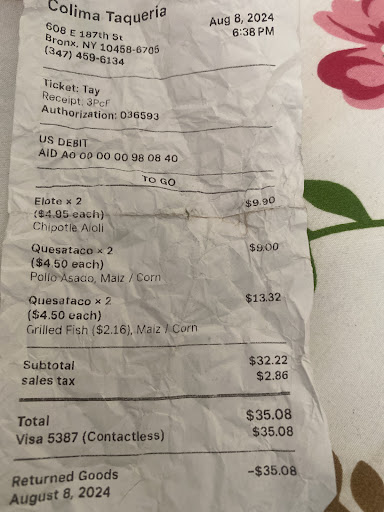 Colima Taqueria
608 E 187th St
Bronx, NY 10458-6705
(347) 459-6134
Aug 8, 2024
6:38 PM
Ticket: Tay
Receipt: 3PcF
Authorization: 036593
US DEBIT
AID A0 00 00 00 98 08 40
TO GO
Elote × 2 $9.90
($4.95 each)
Chipotle Aioli
Quesataco × 2 $9.00
($4.50 each)
Pollo Asado, Maiz / Corn
Quesataco × 2 $13.32
($4.50 each)
Grilled Fish ($2.16), Maiz / Corn
Subtotal $32.22
sales tax $2.86
Total $35.08
Visa 5387 (Contactless) $35.08
Returned Goods -$35.08
August 8, 2024